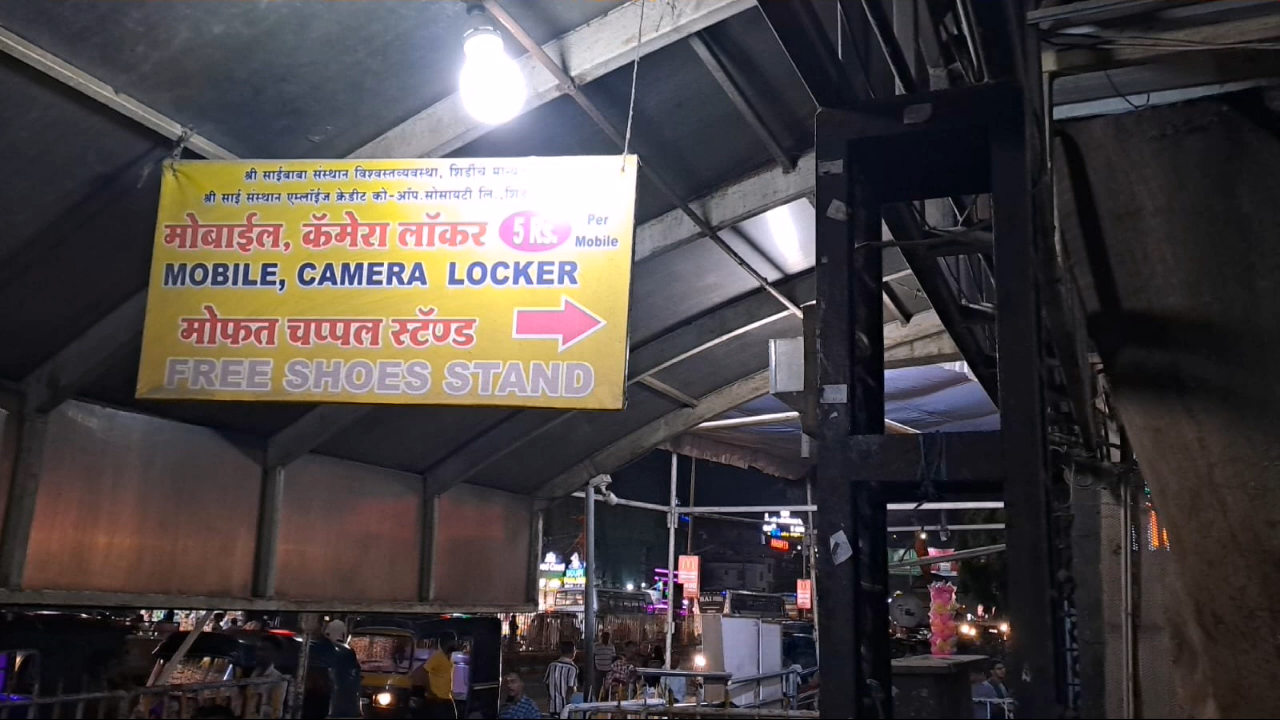 श्री साईबाबा संस्थान विश्वस्तव्यवस्था, शिर्डीचे मान्य
श्री साई संस्थान एम्लॉईज क्रेडीट को-ऑप.सोसायटी लि.,
मोबाईल, कॅमेरा लॉकर 5 Rs. Per Mobile
MOBILE, CAMERA LOCKER
मोफत चप्पल स्टॅण्ड
FREE SHOES STAND